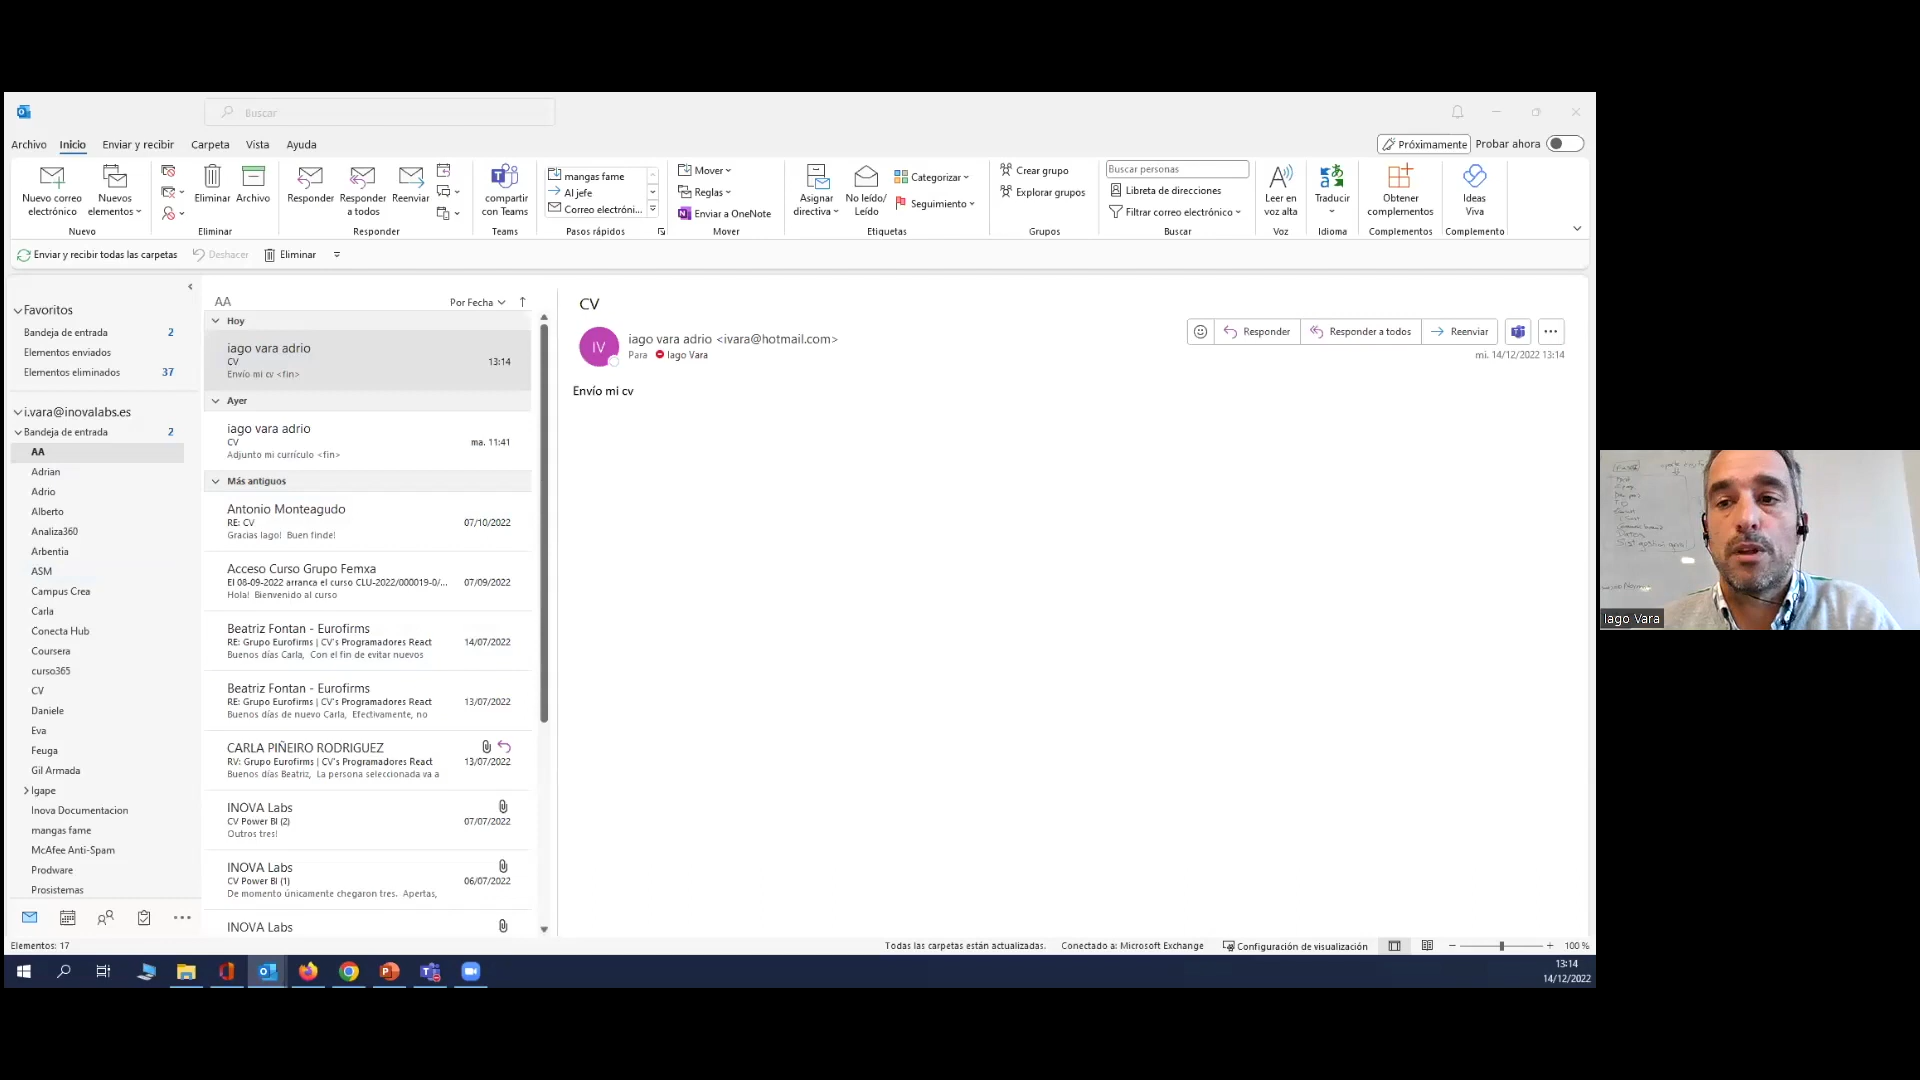 Buscar
Archivo Inicio Enviar y recibir Carpeta Vista Ayuda
Próximamente Probar ahora
Nuevo correo electrónico
Nuevos elementos
Nuevo
Eliminar
Archivo
Eliminar
Responder
Responder a todos
Reenviar
Responder
compartir con Teams
Teams
mangas fame
Al jefe
Correo electróni...
Pasos rápidos
Mover
Reglas
Enviar a OneNote
Mover
Asignar directiva
No leído/ Leído
Categorizar
Seguimiento
Etiquetas
Crear grupo
Explorar grupos
Grupos
Buscar personas
Libreta de direcciones
Filtrar correo electrónico
Buscar
Leer en voz alta
Voz
Traducir
Idioma
Obtener complementos
Complementos
Ideas Viva
Complemento
Enviar y recibir todas las carpetas
Deshacer
Eliminar
Favoritos
Bandeja de entrada 2
Elementos enviados
Elementos eliminados 37
i.vara@inovalabs.es
Bandeja de entrada 2
AA
Adrian
Adrio
Alberto
Analiza360
Arbentia
ASM
Campus Crea
Carla
Conecta Hub
Coursera
curso365
CV
Daniele
Eva
Feuga
Gil Armada
Igape
Inova Documentacion
mangas fame
McAfee Anti-Spam
Prodware
Prosistemas
AA Por Fecha
Hoy
iago vara adrio
CV 13:14
Envío mi cv <fin>
Ayer
iago vara adrio
CV ma. 11:41
Adjunto mi currículo <fin>
Más antiguos
Antonio Monteagudo
RE: CV 07/10/2022
Gracias Iago! Buen finde!
Acceso Curso Grupo Femxa
El 08-09-2022 arranca el curso CLU-2022/000019-0/... 07/09/2022
Hola! Bienvenido al curso
Beatriz Fontan - Eurofirms
RE: Grupo Eurofirms | CV's Programadores React 14/07/2022
Buenos días Carla, Con el fin de evitar nuevos
Beatriz Fontan - Eurofirms
RE: Grupo Eurofirms | CV's Programadores React 13/07/2022
Buenos días de nuevo Carla, Efectivamente, no
CARLA PIÑEIRO RODRIGUEZ
RV: Grupo Eurofirms | CV's Programadores React 13/07/2022
Buenos días Beatriz, La persona seleccionada va a
INOVA Labs
CV Power BI (2) 07/07/2022
Outros tres!
INOVA Labs
CV Power BI (1) 06/07/2022
De momento únicamente chegaron tres. Apertas,
INOVA Labs
CV
IV
iago vara adrio <ivara@hotmail.com>
Para Iago Vara
Responder Responder a todos Reenviar
mi. 14/12/2022 13:14
Envío mi cv
Iago Vara
Elementos: 17
Todas las carpetas están actualizadas. Conectado a: Microsoft Exchange Configuración de visualización 100 %
13:14
14/12/2022